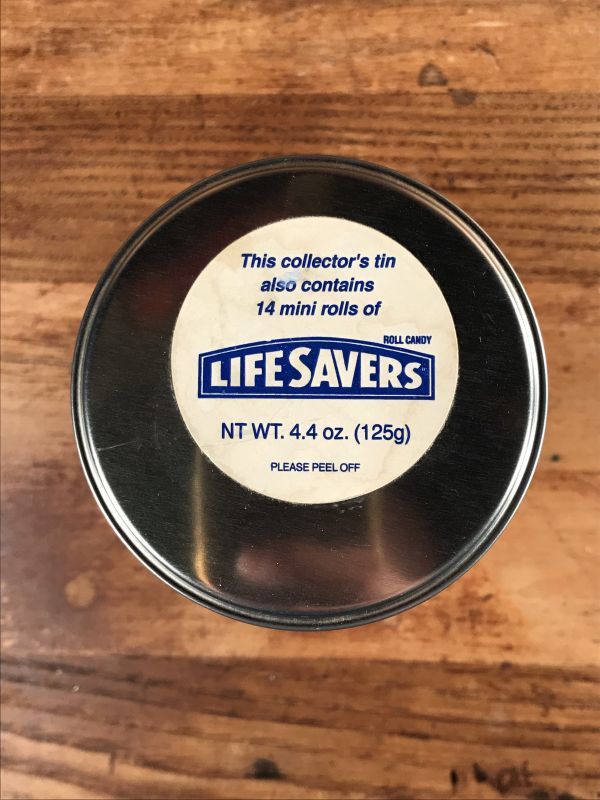 This collector's tin
also contains
14 mini rolls of
ROLL CANDY
LIFE SAVERS
NT WT. 4.4 oz. (125g)
PLEASE PEEL OFF